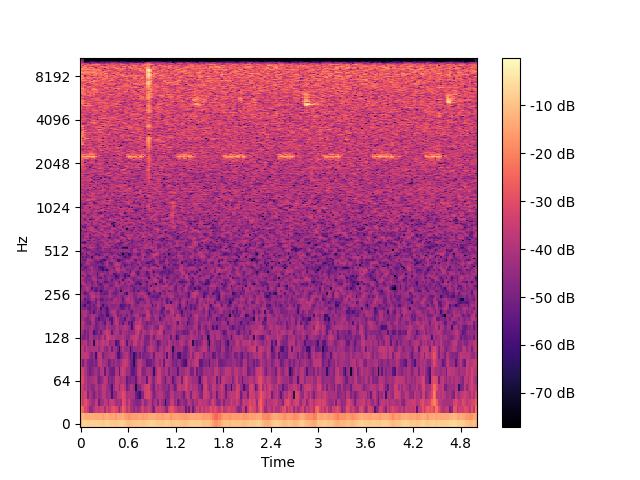 8192
4096
2048
1024
512
256
128
64
0
Hz
0 0.6 1.2 1.8 2.4 3 3.6 4.2 4.8
Time
-10 dB
-20 dB
-30 dB
-40 dB
-50 dB
-60 dB
-70 dB